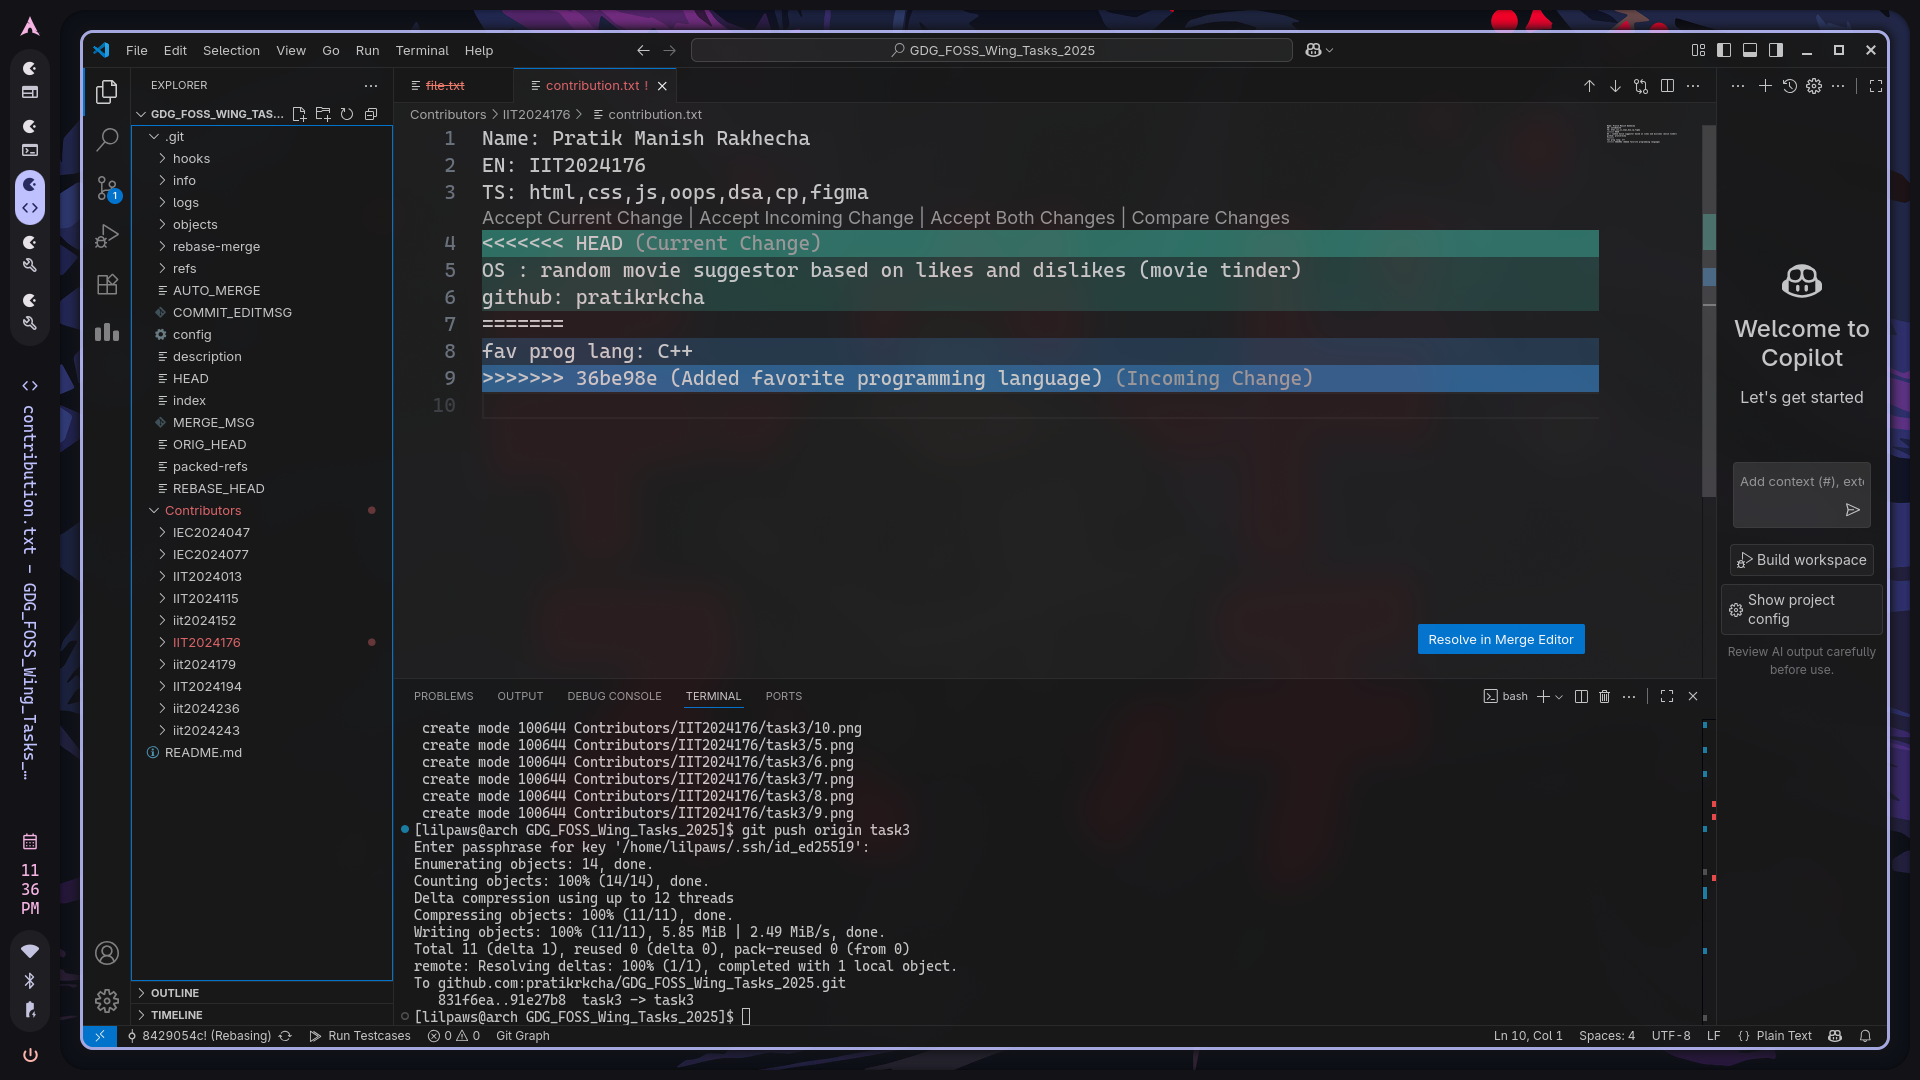 File Edit Selection View Go Run Terminal Help
GDG_FOSS_Wing_Tasks_2025
EXPLORER
GDG_FOSS_WING_TAS...
.git
hooks
info
logs
objects
rebase-merge
refs
AUTO_MERGE
COMMIT_EDITMSG
config
description
HEAD
index
MERGE_MSG
ORIG_HEAD
packed-refs
REBASE_HEAD
Contributors
IEC2024047
IEC2024077
IIT2024013
IIT2024115
iit2024152
IIT2024176
iit2024179
IIT2024194
iit2024236
iit2024243
README.md
OUTLINE
TIMELINE
1
file.txt
contribution.txt !
Contributors > IIT2024176 > contribution.txt
1 Name: Pratik Manish Rakhecha
2 EN: IIT2024176
3 TS: html,css,js,oops,dsa,cp,figma
Accept Current Change | Accept Incoming Change | Accept Both Changes | Compare Changes
4 <<<<<<< HEAD (Current Change)
5 OS : random movie suggestor based on likes and dislikes (movie tinder)
6 github: pratikrkcha
7 =======
8 fav prog lang: C++
9 >>>>>>> 36be98e (Added favorite programming language) (Incoming Change)
10
Resolve in Merge Editor
PROBLEMS OUTPUT DEBUG CONSOLE TERMINAL PORTS
bash
create mode 100644 Contributors/IIT2024176/task3/10.png
create mode 100644 Contributors/IIT2024176/task3/5.png
create mode 100644 Contributors/IIT2024176/task3/6.png
create mode 100644 Contributors/IIT2024176/task3/7.png
create mode 100644 Contributors/IIT2024176/task3/8.png
create mode 100644 Contributors/IIT2024176/task3/9.png
[lilpaws@arch GDG_FOSS_Wing_Tasks_2025]$ git push origin task3
Enter passphrase for key '/home/lilpaws/.ssh/id_ed25519':
Enumerating objects: 14, done.
Counting objects: 100% (14/14), done.
Delta compression using up to 12 threads
Compressing objects: 100% (11/11), done.
Writing objects: 100% (11/11), 5.85 MiB | 2.49 MiB/s, done.
Total 11 (delta 1), reused 0 (delta 0), pack-reused 0 (from 0)
remote: Resolving deltas: 100% (1/1), completed with 1 local object.
To github.com:pratikrkcha/GDG_FOSS_Wing_Tasks_2025.git
831f6ea..91e27b8 task3 -> task3
[lilpaws@arch GDG_FOSS_Wing_Tasks_2025]$
Welcome to
Copilot
Let's get started
Add context (#), exte
Build workspace
Show project
config
Review AI output carefully
before use.
8429054c! (Rebasing) Run Testcases 0 0 Git Graph
Ln 10, Col 1 Spaces: 4 UTF-8 LF {} Plain Text
contribution.txt - GDG_FOSS_Wing_Tasks_…
11
36
PM